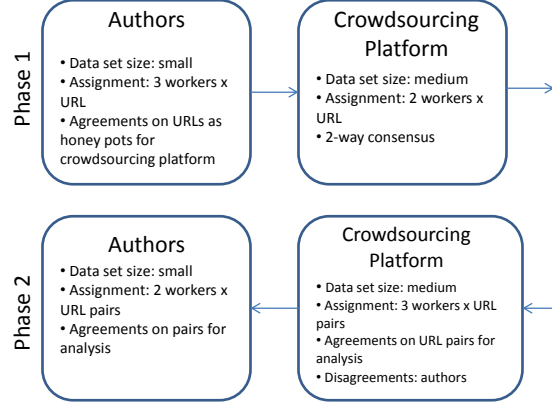 Phase 1
Authors
• Data set size: small
• Assignment: 3 workers x
URL
• Agreements on URLs as
honey pots for
crowdsourcing platform
Crowdsourcing
Platform
• Data set size: medium
• Assignment: 2 workers x
URL
• 2-way consensus
Phase 2
Authors
• Data set size: small
• Assignment: 2 workers x
URL pairs
• Agreements on pairs for
analysis
Crowdsourcing
Platform
• Data set size: medium
• Assignment: 3 workers x URL
pairs
• Agreements on URL pairs for
analysis
• Disagreements: authors